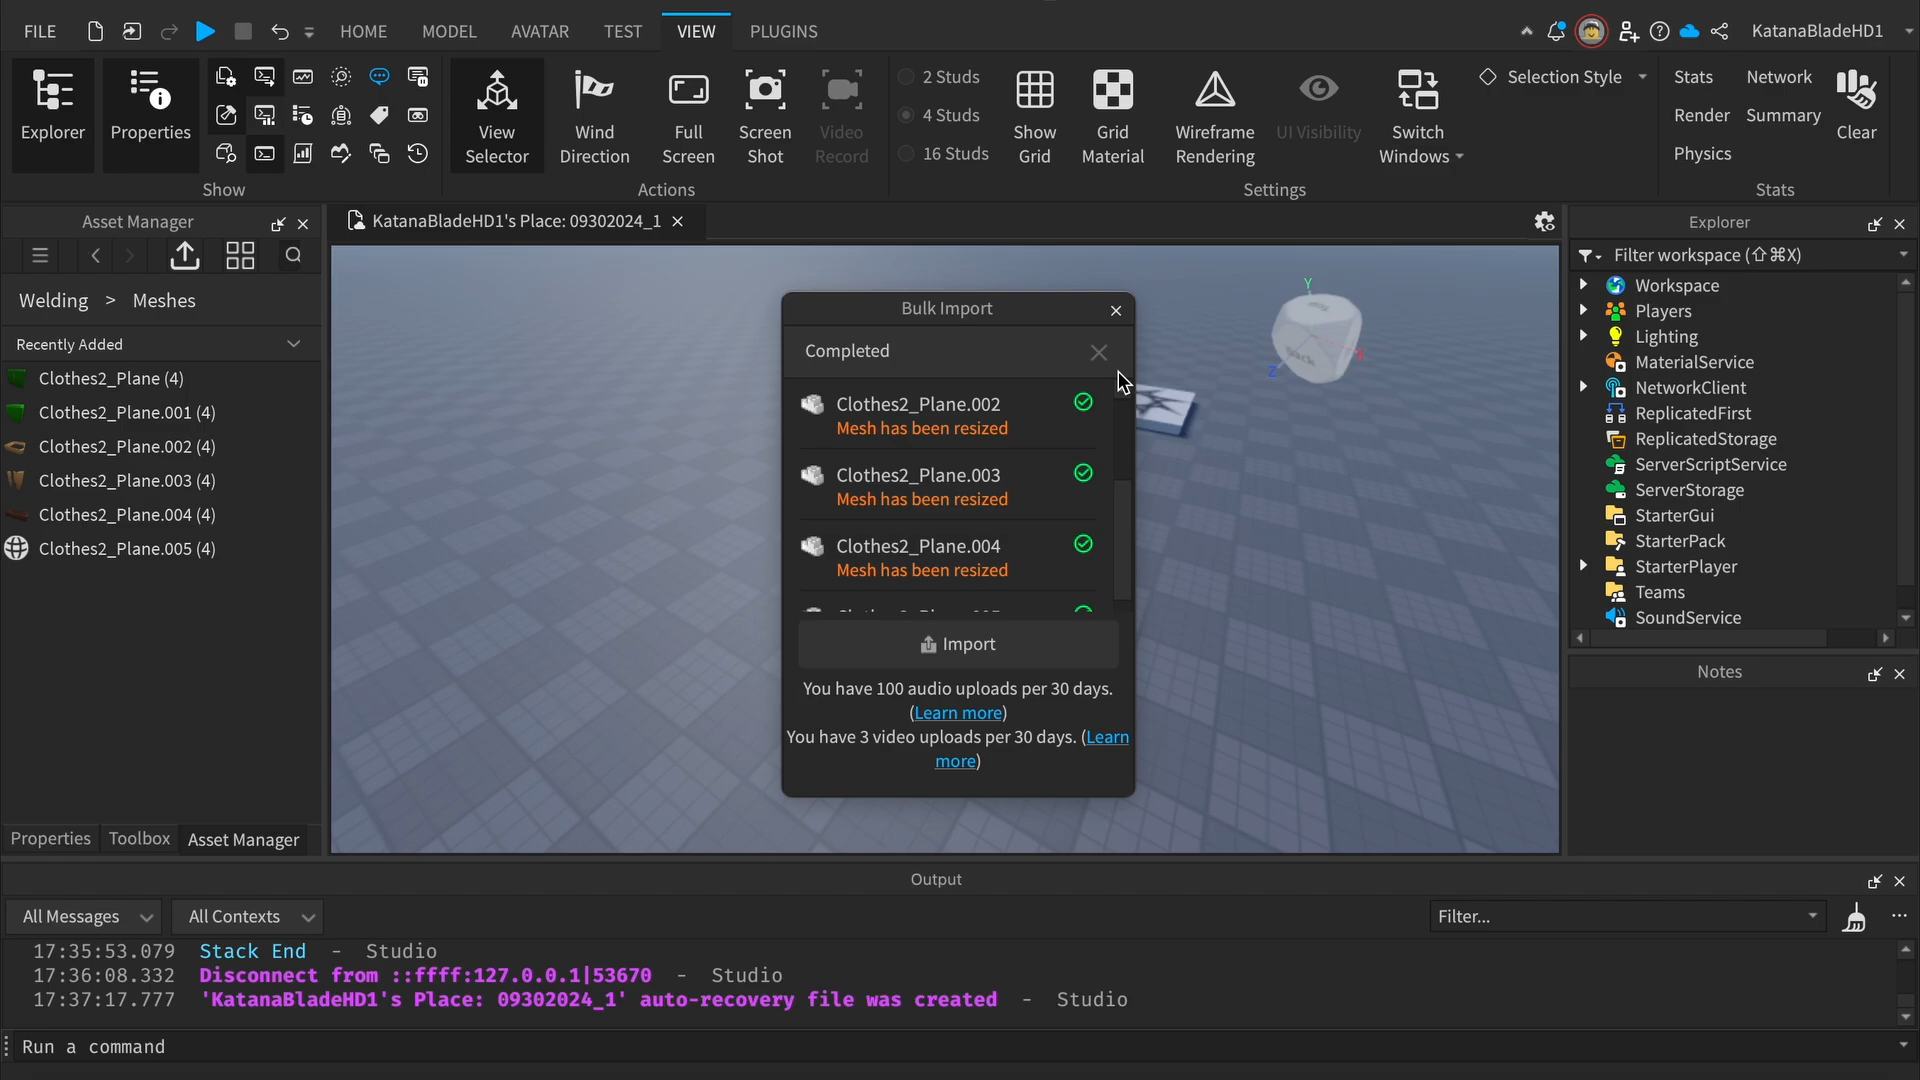 FILE
HOME
MODEL
AVATAR
TEST
VIEW
PLUGINS
KatanaBladeHD1
Explorer
Properties
View
Selector
Wind
Direction
Full
Screen
Screen
Shot
Video
Record
2 Studs
4 Studs
16 Studs
Show
Grid
Grid
Material
Wireframe
Rendering
UI Visibility
Switch
Windows
Selection Style
Stats
Network
Render
Summary
Physics
Clear
Show
Actions
Settings
Stats
Asset Manager
Welding > Meshes
Recently Added
Clothes2_Plane (4)
Clothes2_Plane.001 (4)
Clothes2_Plane.002 (4)
Clothes2_Plane.003 (4)
Clothes2_Plane.004 (4)
Clothes2_Plane.005 (4)
Properties
Toolbox
Asset Manager
KatanaBladeHD1's Place: 09302024_1
Y
X
Z
Back
Bulk Import
Completed
Clothes2_Plane.002
Mesh has been resized
Clothes2_Plane.003
Mesh has been resized
Clothes2_Plane.004
Mesh has been resized
Import
You have 100 audio uploads per 30 days.
(Learn more)
You have 3 video uploads per 30 days. (Learn
more)
Explorer
Filter workspace (⇧⌘X)
Workspace
Players
Lighting
MaterialService
NetworkClient
ReplicatedFirst
ReplicatedStorage
ServerScriptService
ServerStorage
StarterGui
StarterPack
StarterPlayer
Teams
SoundService
Notes
Output
All Messages
All Contexts
Filter...
17:35:53.079 Stack End - Studio
17:36:08.332 Disconnect from ::ffff:127.0.0.1|53670 - Studio
17:37:17.777 'KatanaBladeHD1's Place: 09302024_1' auto-recovery file was created - Studio
Run a command